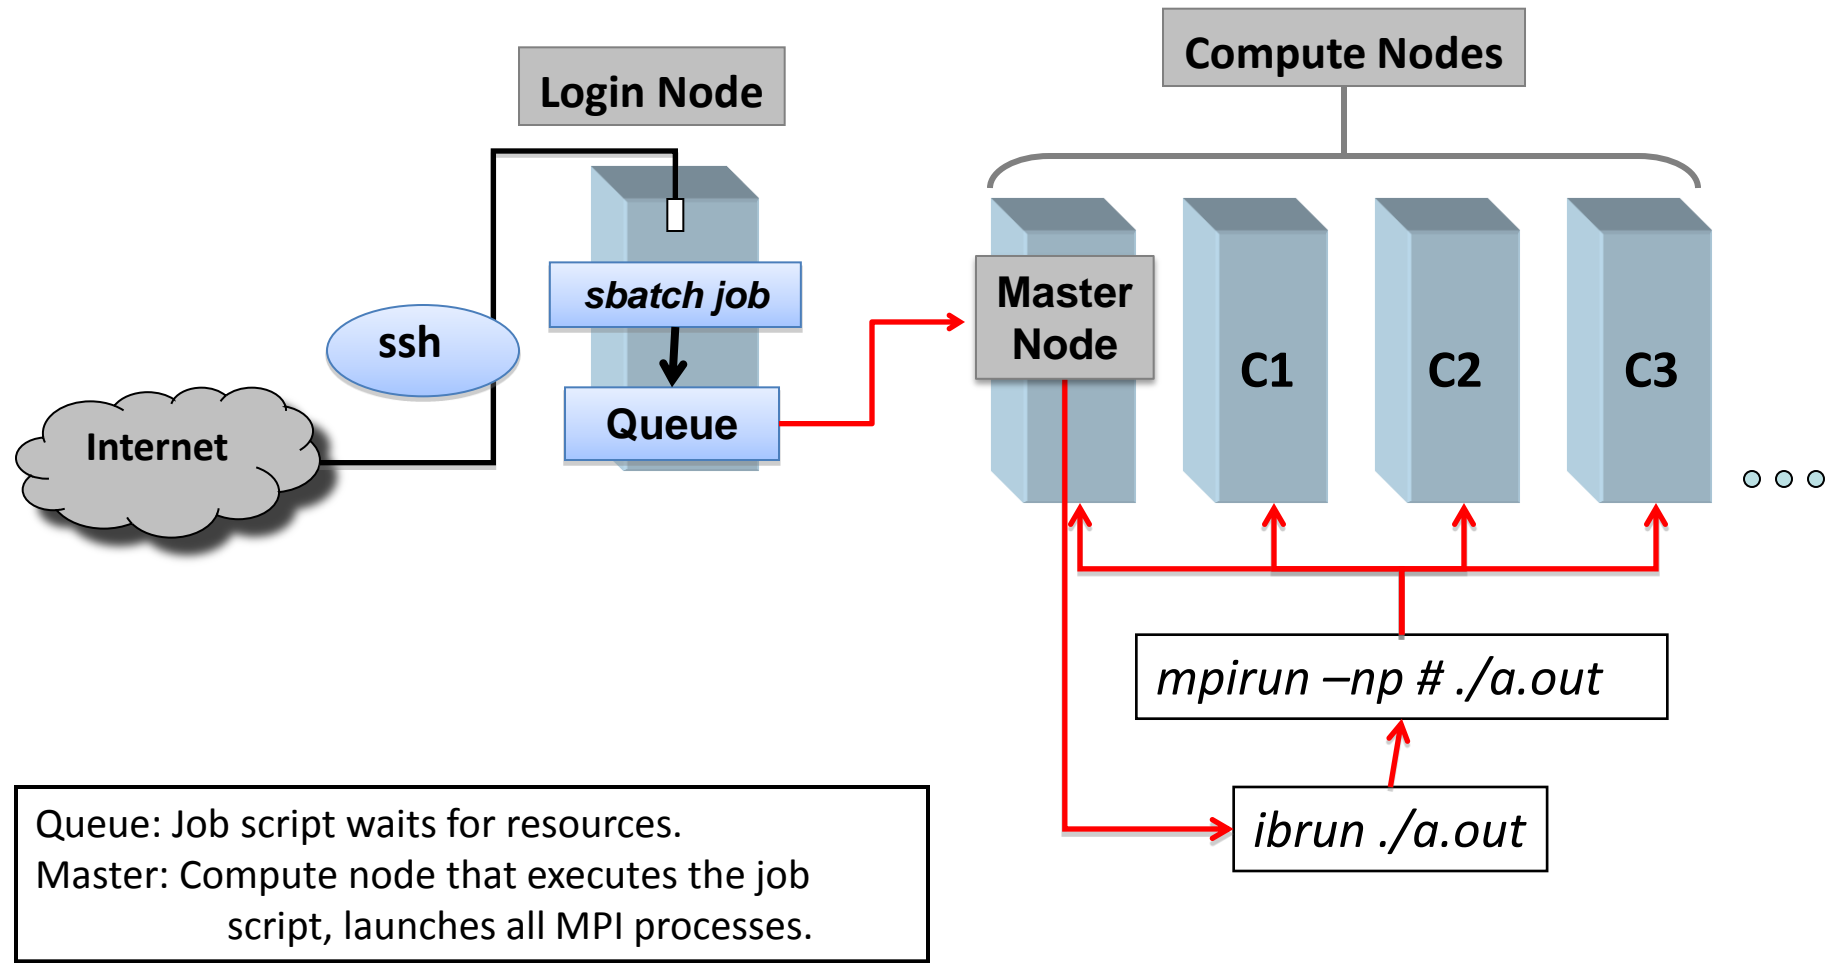 Compute Nodes
Login Node
sbatch job
Master
Node
ssh
C1
C2
C3
Queue
Internet
mpirun –np # ./a.out
ibrun ./a.out
Queue: Job script waits for resources.
Master: Compute node that executes the job
script, launches all MPI processes.